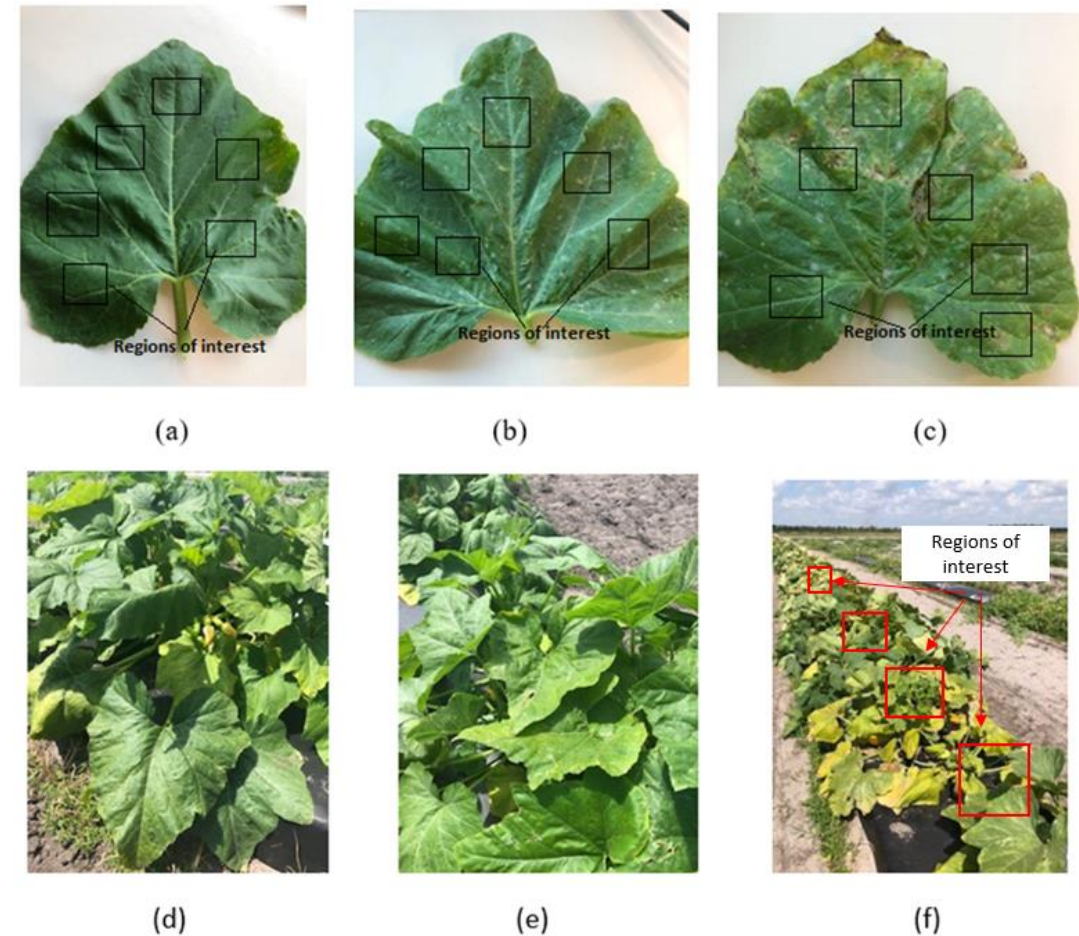 Regions of interest
Regions of interest
Regions of interest
(a)
(b)
(c)
Regions of
interest
(d)
(e)
(f)